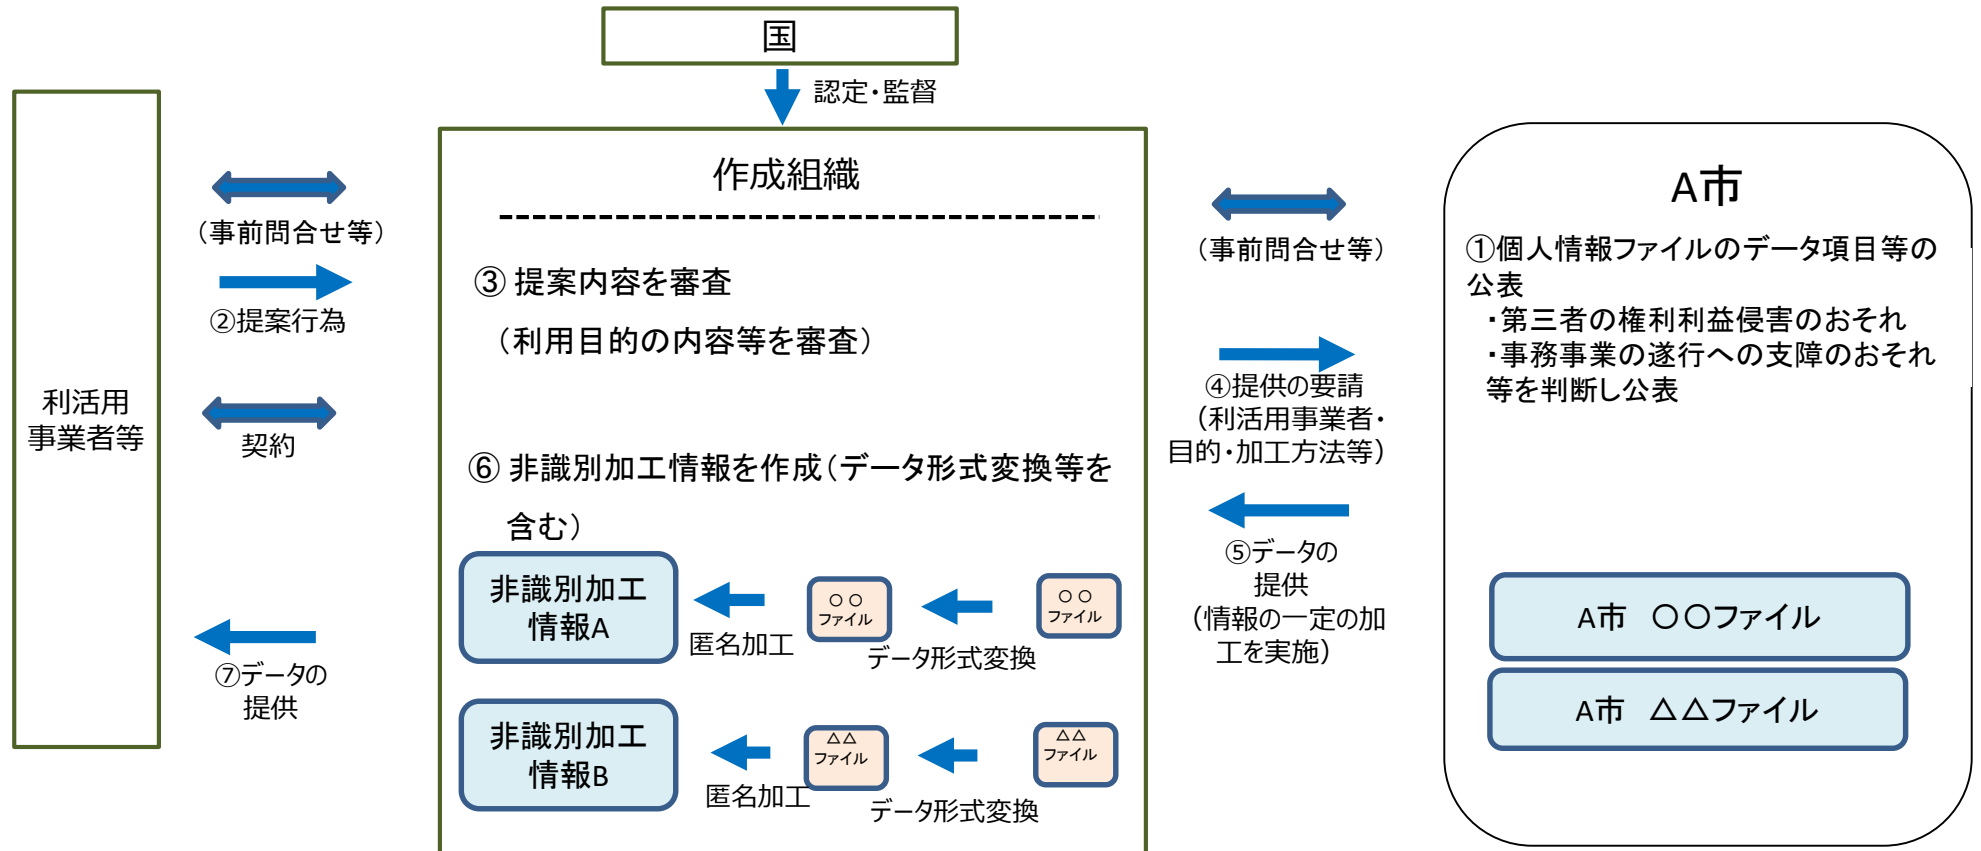 国
認定・監督
利活用
事業者等
（事前問合せ等）
②提案行為
契約
⑦データの
提供
作成組織
③ 提案内容を審査
（利用目的の内容等を審査）
⑥ 非識別加工情報を作成（データ形式変換等を
含む）
非識別加工
情報A
匿名加工
○○
ファイル
データ形式変換
○○
ファイル
非識別加工
情報B
匿名加工
△△
ファイル
データ形式変換
△△
ファイル
（事前問合せ等）
④提供の要請
（利活用事業者・
目的・加工方法等）
⑤データの
提供
（情報の一定の加
工を実施）
A市
①個人情報ファイルのデータ項目等の
公表
・第三者の権利利益侵害のおそれ
・事務事業の遂行への支障のおそれ
等を判断し公表
A市　○○ファイル
A市　△△ファイル